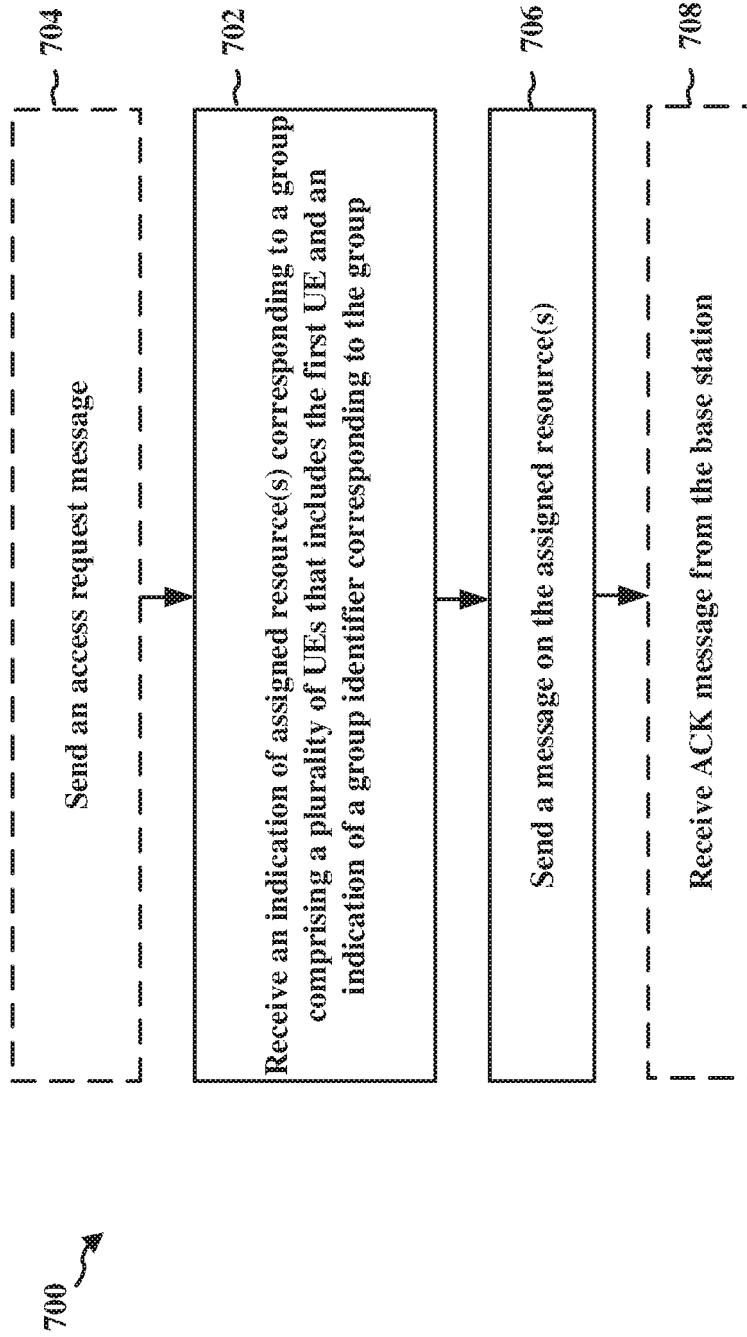 700
Send an access request message
704
Receive an indication of assigned resource(s) corresponding to a group
comprising a plurality of UEs that includes the first UE and an
indication of a group identifier corresponding to the group
702
Send a message on the assigned resource(s)
706
Receive ACK message from the base station
708